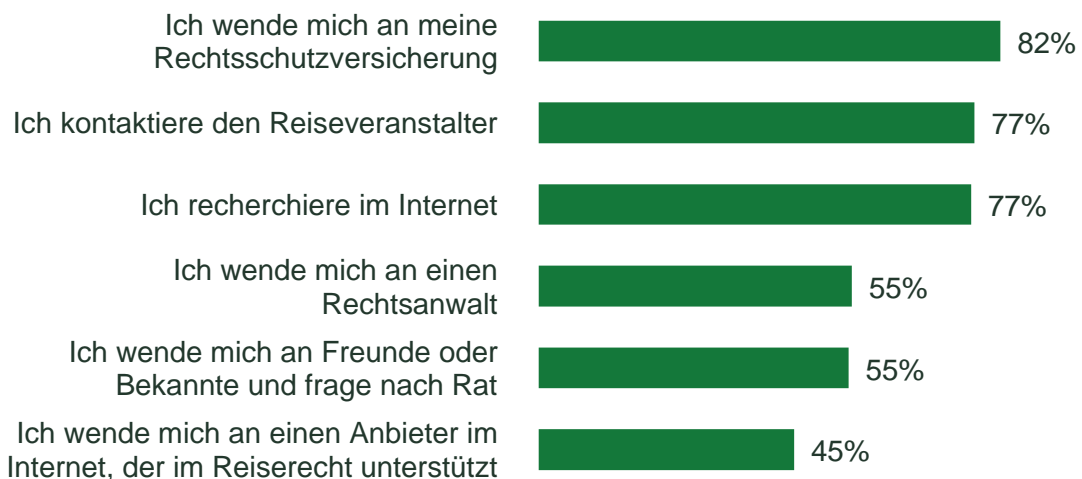 Ich wende mich an meine
Rechtsschutzversicherung
82%
Ich kontaktiere den Reiseveranstalter
77%
Ich recherchiere im Internet
77%
Ich wende mich an einen
Rechtsanwalt
55%
Ich wende mich an Freunde oder
Bekannte und frage nach Rat
55%
Ich wende mich an einen Anbieter im
Internet, der im Reiserecht unterstützt
45%